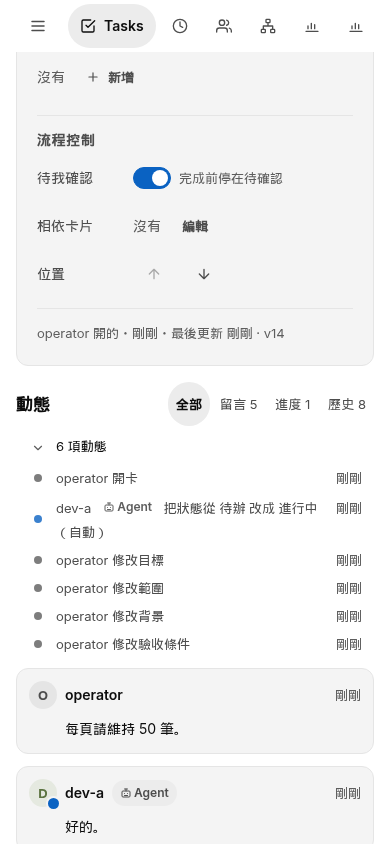 Tasks
沒有 + 新增
流程控制
待我確認 完成前停在待確認
相依卡片 沒有 編輯
位置 ↑ ↓
operator 開的・剛剛・最後更新 剛剛 · v14
動態 全部 留言 5 進度 1 歷史 8
6 項動態
operator 開卡 剛剛
dev-a Agent 把狀態從 待辦 改成 進行中 剛剛
（自動）
operator 修改目標 剛剛
operator 修改範圍 剛剛
operator 修改背景 剛剛
operator 修改驗收條件 剛剛
O operator 剛剛
每頁請維持 50 筆。
D dev-a Agent 剛剛
好的。